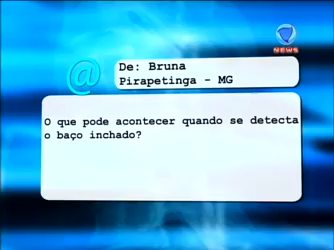 NEWS
@
De: Bruna
Pirapetinga - MG
O que pode acontecer quando se detecta
o baço inchado?